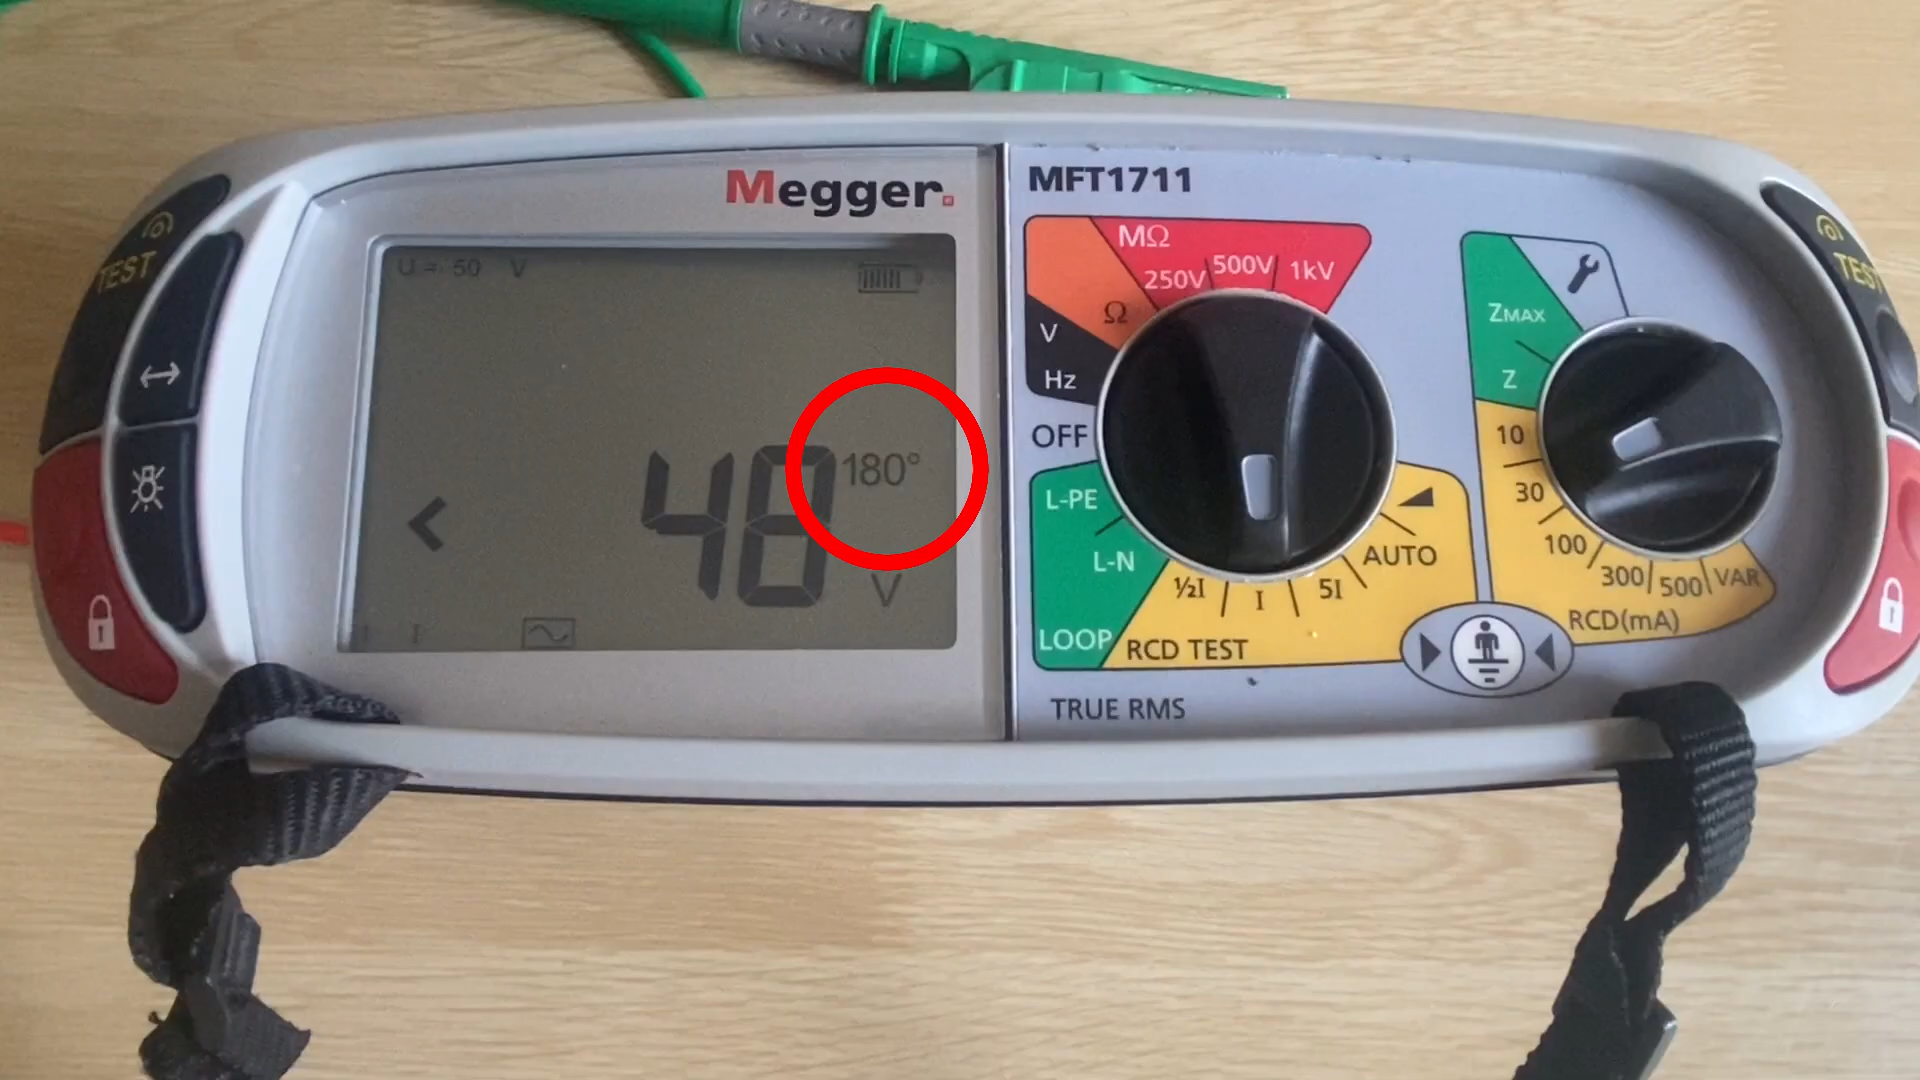 Megger.
MFT1711
U = 50 V
< 48 180° V
TEST
TEST
MΩ
250V 500V 1kV
Ω
V
Hz
OFF
L-PE
L-N
LOOP
½I I 5I AUTO
RCD TEST
TRUE RMS
ZMAX
Z
10
30
100
300
500
VAR
RCD(mA)